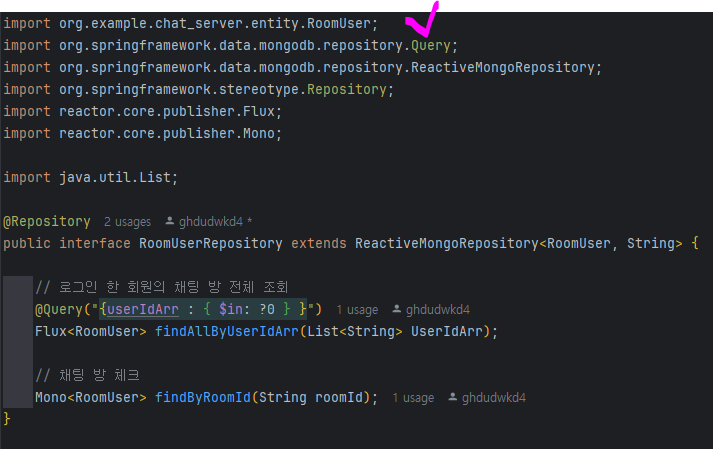 import org.example.chat_server.entity.RoomUser;
import org.springframework.data.mongodb.repository.Query;
import org.springframework.data.mongodb.repository.ReactiveMongoRepository;
import org.springframework.stereotype.Repository;
import reactor.core.publisher.Flux;
import reactor.core.publisher.Mono;
import java.util.List;
@Repository 2 usages ghdudwkd4 *
public interface RoomUserRepository extends ReactiveMongoRepository<RoomUser, String> {
// 로그인 한 회원의 채팅 방 전체 조회
@Query("{userIdArr : { $in: ?0 } }") 1 usage ghdudwkd4
Flux<RoomUser> findAllByUserIdArr(List<String> UserIdArr);
// 채팅 방 체크
Mono<RoomUser> findByRoomId(String roomId); 1 usage ghdudwkd4
}